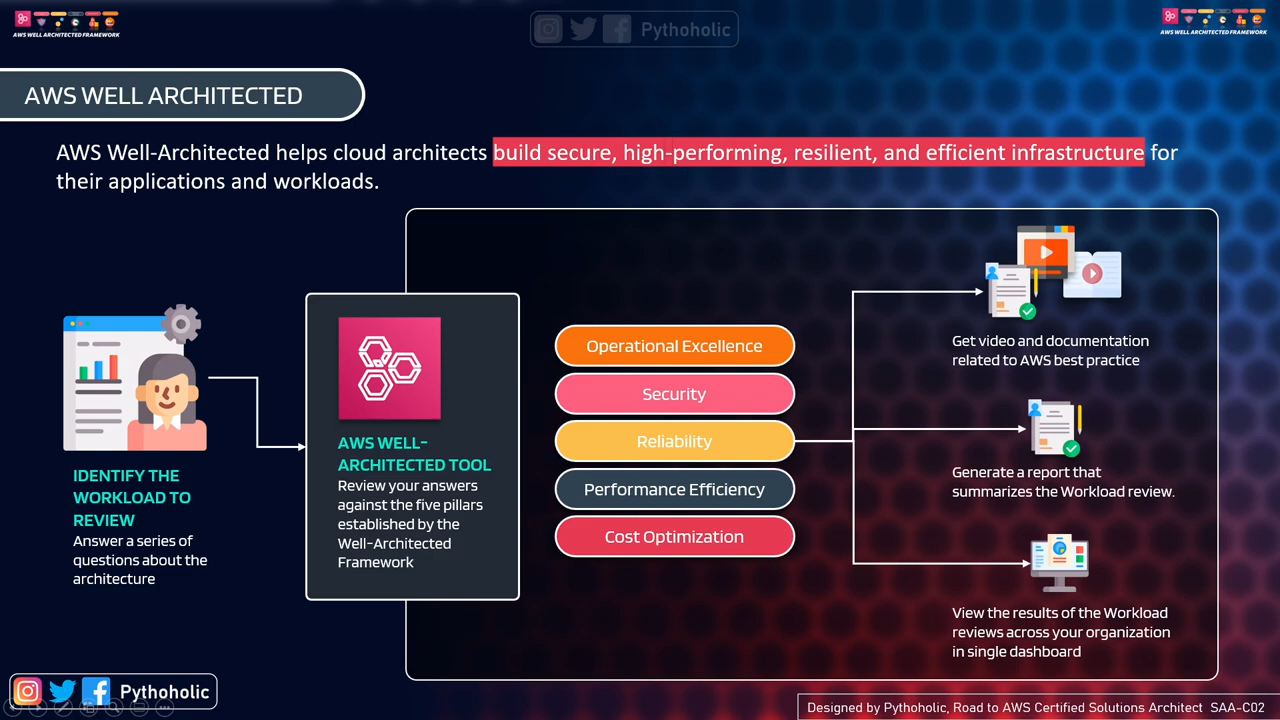 AWS WELL ARCHITECTED FRAMEWORK
Pythoholic
AWS WELL ARCHITECTED FRAMEWORK
AWS WELL ARCHITECTED
AWS Well-Architected helps cloud architects build secure, high-performing, resilient, and efficient infrastructure for
their applications and workloads.
IDENTIFY THE
WORKLOAD TO
REVIEW
Answer a series of
questions about the
architecture
AWS WELL-
ARCHITECTED TOOL
Review your answers
against the five pillars
established by the
Well-Architected
Framework
Operational Excellence
Security
Reliability
Performance Efficiency
Cost Optimization
Get video and documentation
related to AWS best practice
Generate a report that
summarizes the Workload review.
View the results of the Workload
reviews across your organization
in single dashboard
Pythoholic
Designed by Pythoholic, Road to AWS Certified Solutions Architect SAA-C02